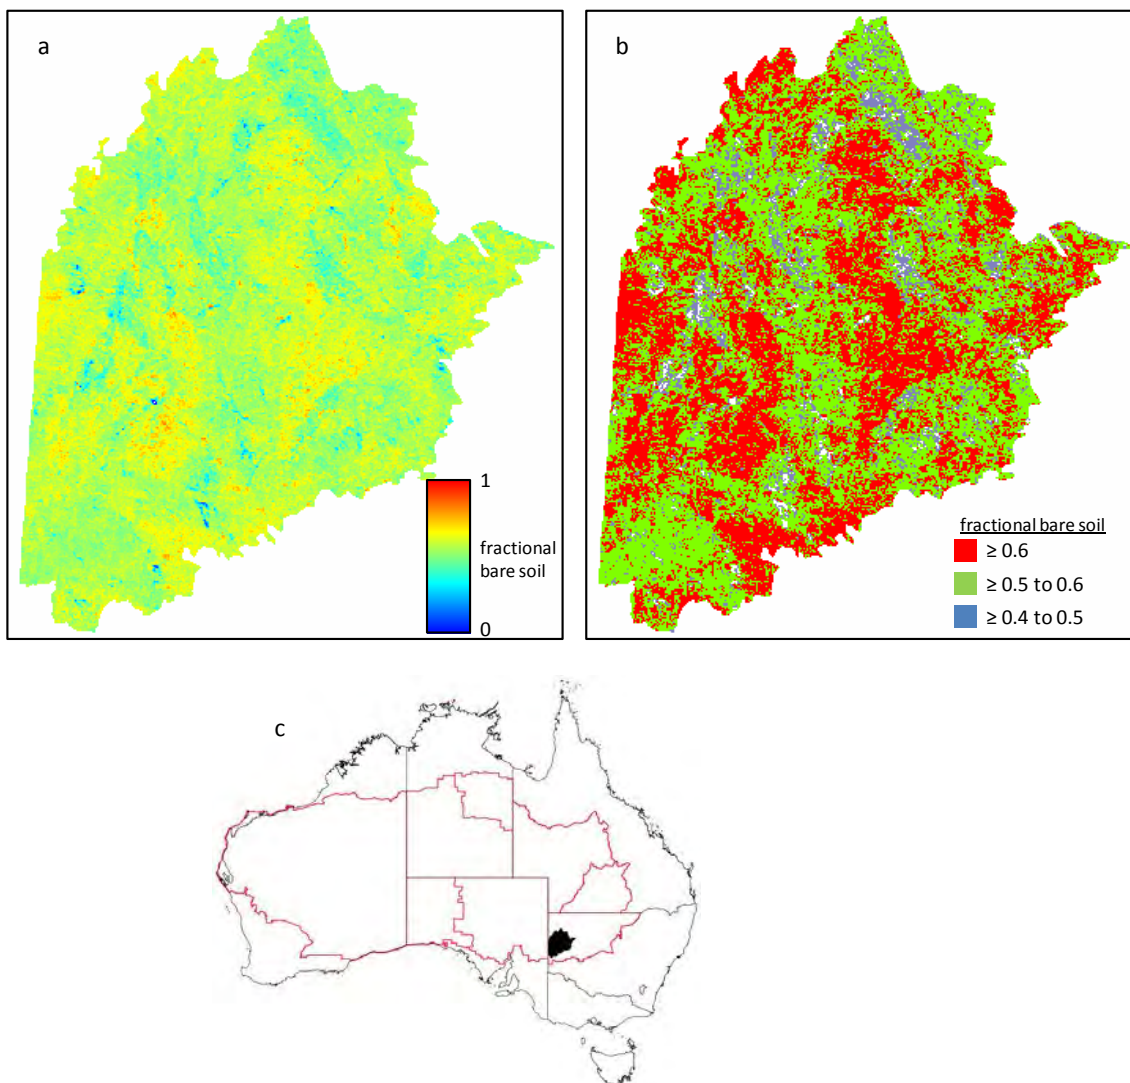 a
1
fractional
bare soil
0
b
fractional bare soil
≥ 0.6
≥ 0.5 to 0.6
≥ 0.4 to 0.5
c